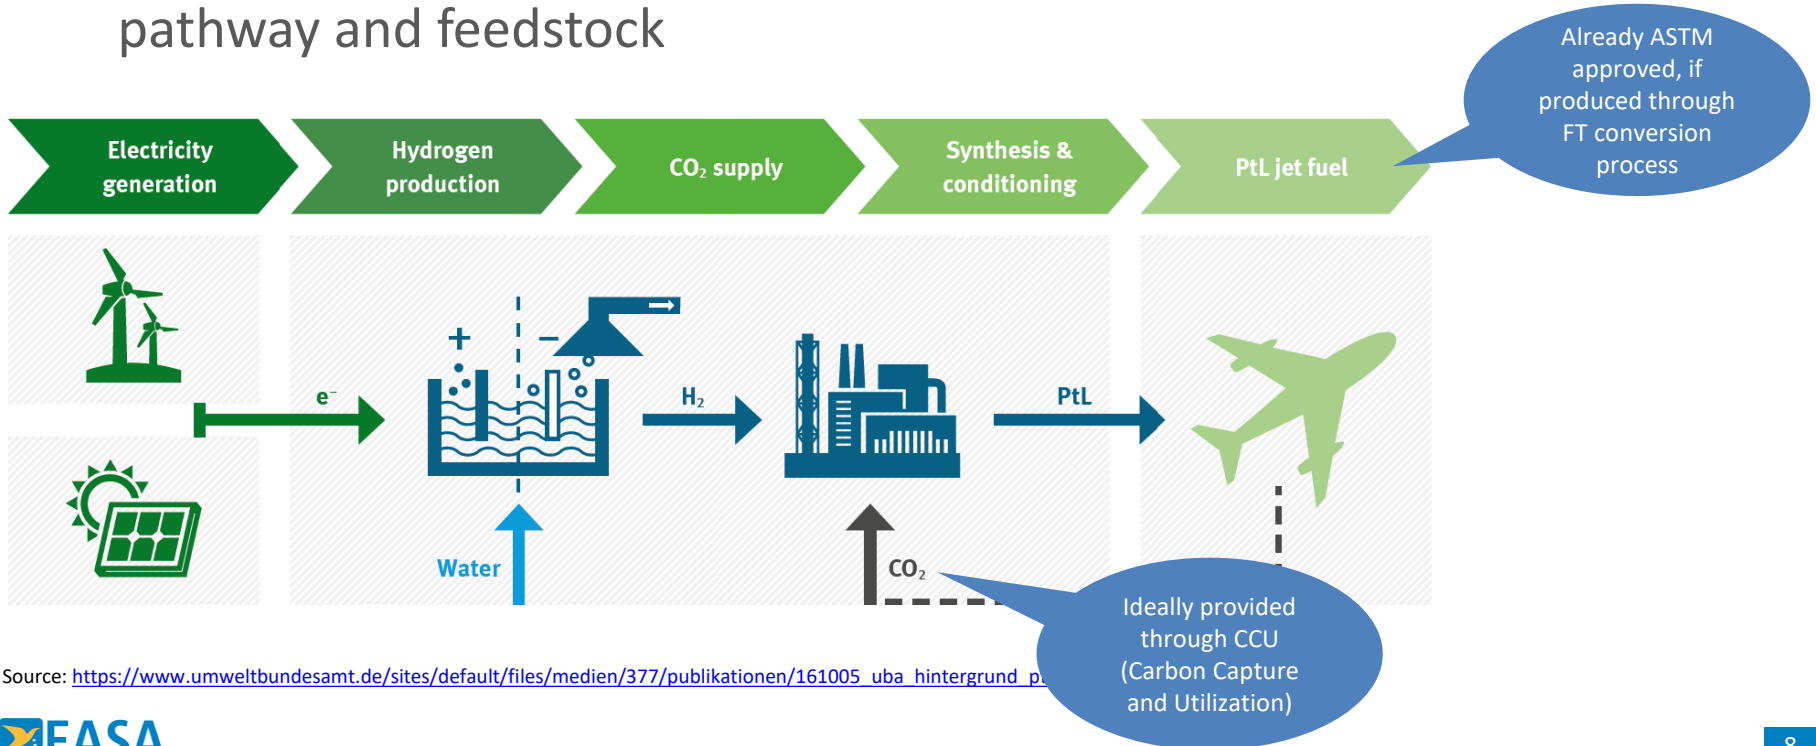 pathway and feedstock
Already ASTM
approved, if
produced through
FT conversion
process
Electricity
generation
Hydrogen
production
CO₂ supply
Synthesis &
conditioning
PtL jet fuel
+
−
e⁻
H₂
PtL
Water
CO₂
Ideally provided
through CCU
(Carbon Capture
and Utilization)
Source: https://www.umweltbundesamt.de/sites/default/files/medien/377/publikationen/161005_uba_hintergrund_p
EASA
8